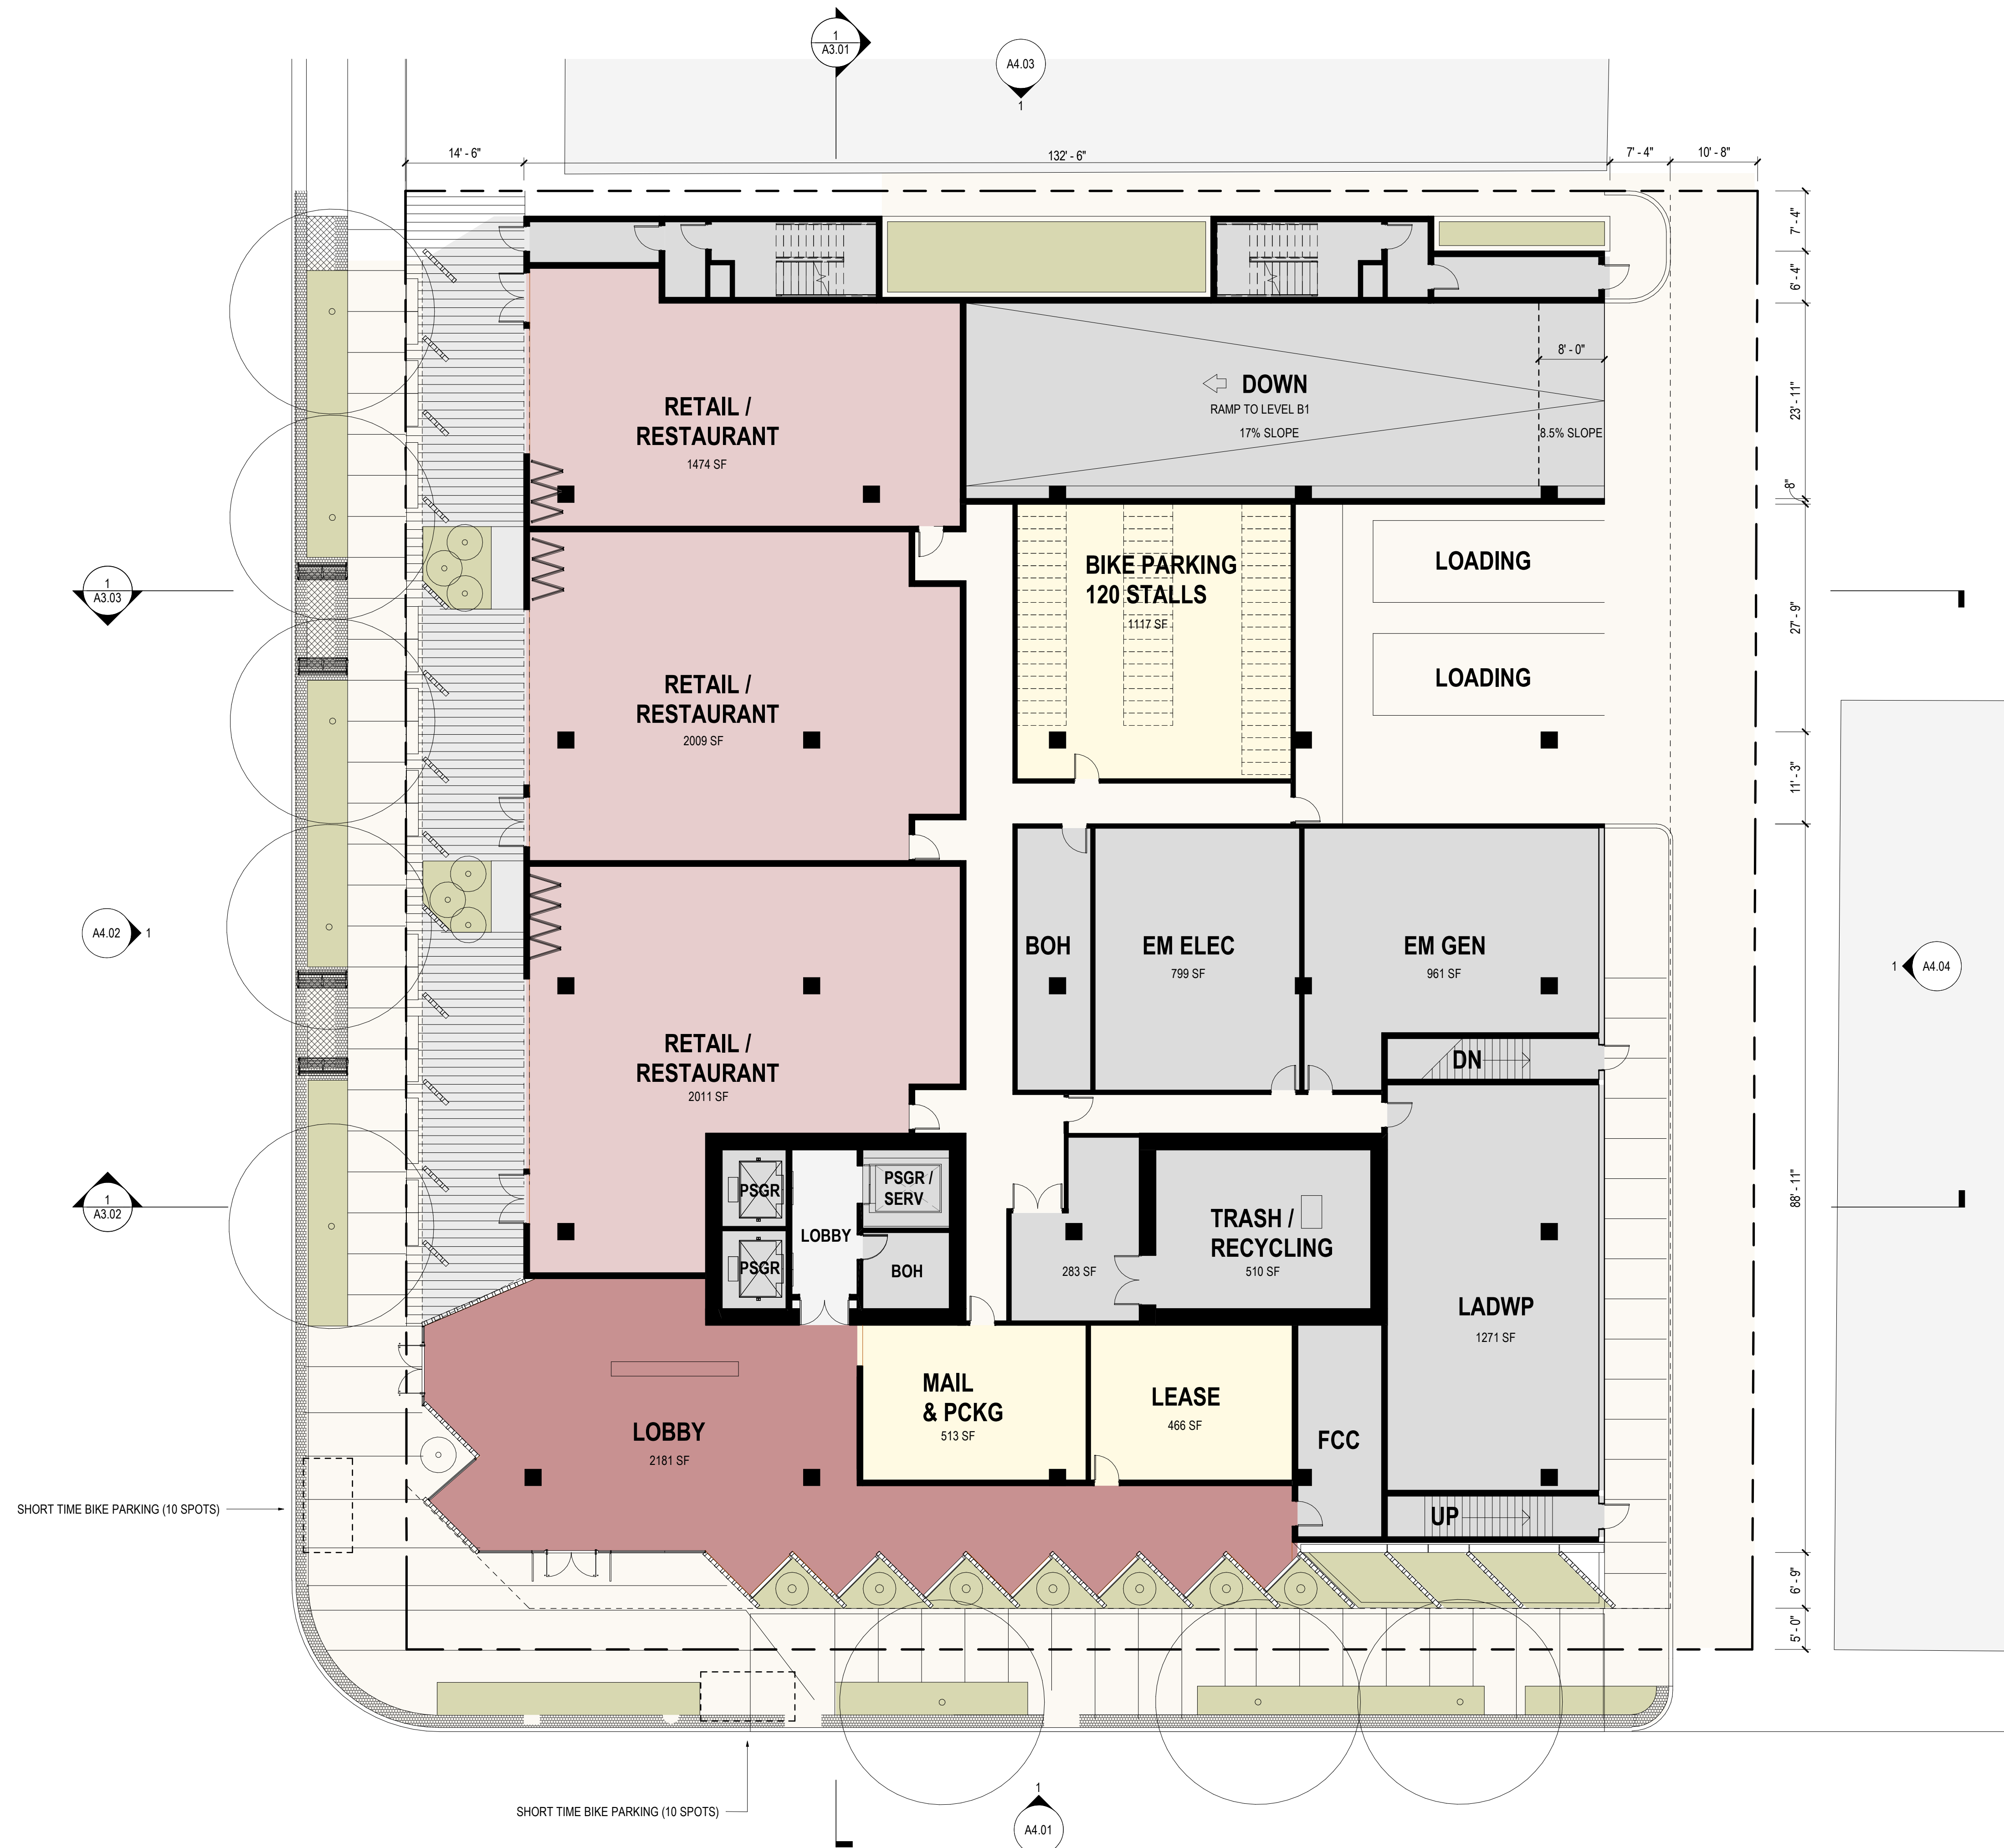 1
A3.01
A4.03
1
14' - 6"
132' - 6"
7' - 4"
10' - 8"
7' - 4"
6' - 4"
23' - 11"
8"
27' - 9"
11' - 3"
88' - 11"
6' - 9"
5' - 0"
8' - 0"
DOWN
RAMP TO LEVEL B1
17% SLOPE
8.5% SLOPE
RETAIL /
RESTAURANT
1474 SF
BIKE PARKING
120 STALLS
1117 SF
LOADING
LOADING
1
A3.03
RETAIL /
RESTAURANT
2009 SF
A4.02
1
BOH
EM ELEC
799 SF
EM GEN
961 SF
1
A4.04
RETAIL /
RESTAURANT
2011 SF
DN
1
A3.02
PSGR
PSGR /
SERV
LOBBY
PSGR
BOH
283 SF
TRASH /
RECYCLING
510 SF
LADWP
1271 SF
MAIL
& PCKG
513 SF
LEASE
466 SF
FCC
LOBBY
2181 SF
UP
SHORT TIME BIKE PARKING (10 SPOTS)
SHORT TIME BIKE PARKING (10 SPOTS)
1
A4.01